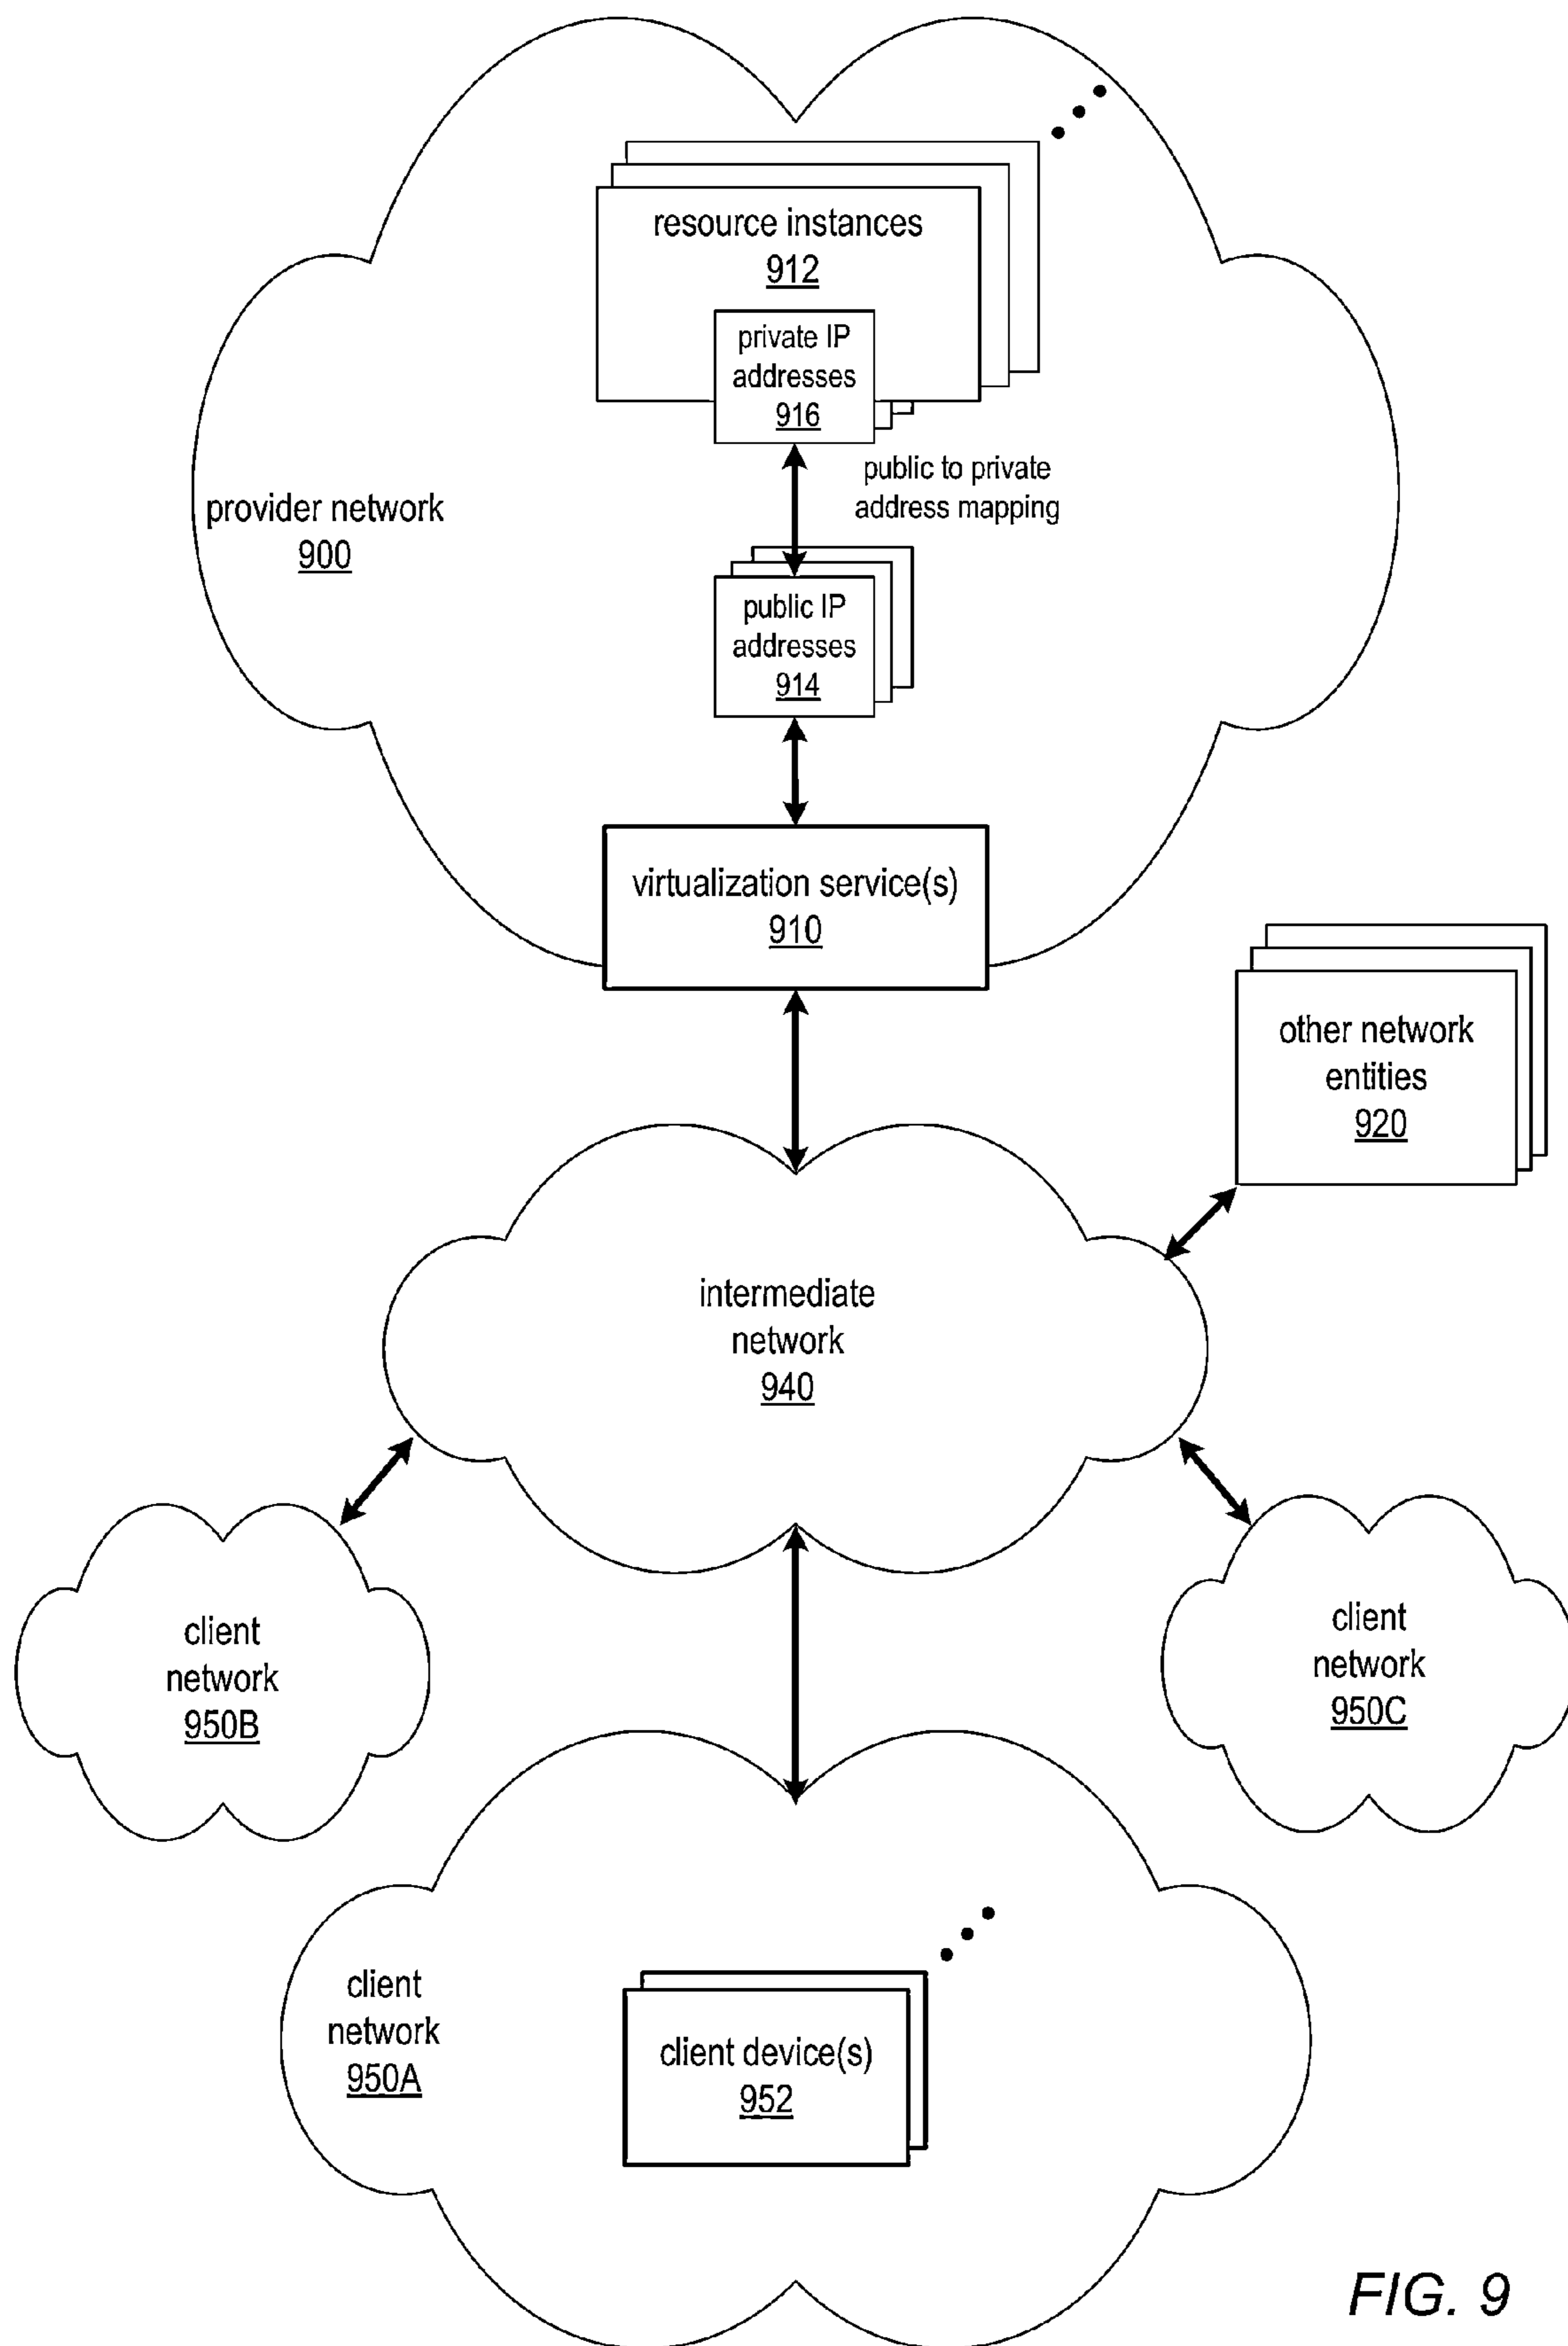 resource instances
912
private IP
addresses
916
public to private
address mapping
provider network
900
public IP
addresses
914
virtualization service(s)
910
other network
entities
920
intermediate
network
940
client
network
950B
client
network
950C
client
network
950A
client device(s)
952
FIG. 9